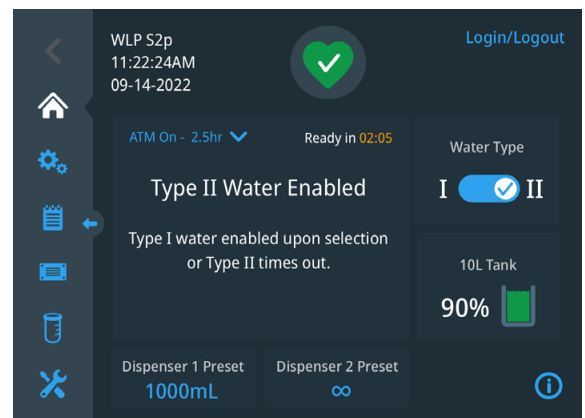 WLP S2p
11:22:24AM
09-14-2022
Login/Logout
ATM On - 2.5hr
Ready in 02:05
Type II Water Enabled
Type I water enabled upon selection
or Type II times out.
Water Type
I II
10L Tank
90%
Dispenser 1 Preset
1000mL
Dispenser 2 Preset
∞